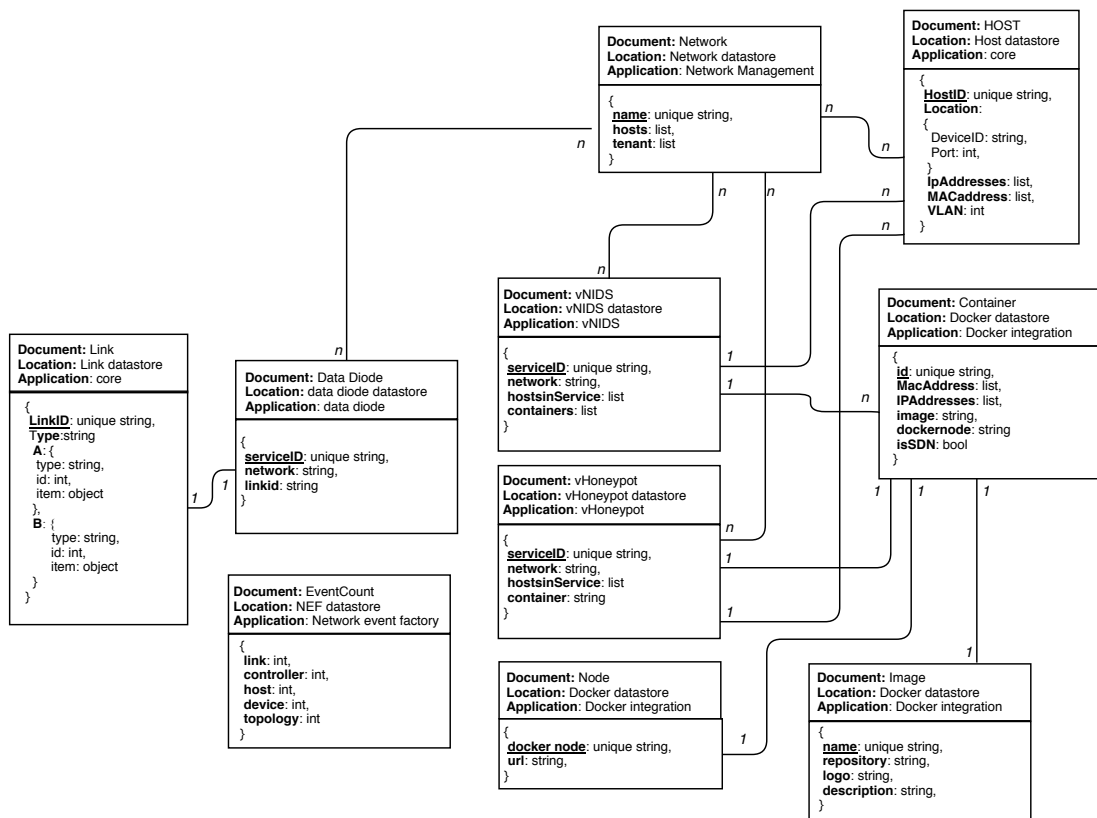 Document: Network
Location: Network datastore
Application: Network Management
{
name: unique string,
hosts: list,
tenant: list
}
Document: HOST
Location: Host datastore
Application: core
{
HostID: unique string,
Location:
{
DeviceID: string,
Port: int,
}
IpAddresses: list,
MACaddress: list,
VLAN: int
}
n
n
n
n
n
n
n
n
n
Document: vNIDS
Location: vNIDS datastore
Application: vNIDS
{
serviceID: unique string,
network: string,
hostsinService: list
containers: list
}
1
1
n
Document: Container
Location: Docker datastore
Application: Docker integration
{
id: unique string,
MacAddress: list,
IPAddresses: list,
image: string,
dockernode: string
isSDN: bool
}
Document: Link
Location: Link datastore
Application: core
{
LinkID: unique string,
Type:string
A: {
type: string,
id: int,
item: object
},
B: {
type: string,
id: int,
item: object
}
}
1
1
Document: Data Diode
Location: data diode datastore
Application: data diode
{
serviceID: unique string,
network: string,
linkid: string
}
Document: vHoneypot
Location: vHoneypot datastore
Application: vHoneypot
{
serviceID: unique string,
network: string,
hostsinService: list
container: string
}
n
1
1
1
1
1
Document: EventCount
Location: NEF datastore
Application: Network event factory
{
link: int,
controller: int,
host: int,
device: int,
topology: int
}
Document: Node
Location: Docker datastore
Application: Docker integration
{
docker node: unique string,
url: string,
}
1
1
Document: Image
Location: Docker datastore
Application: Docker integration
{
name: unique string,
repository: string,
logo: string,
description: string,
}